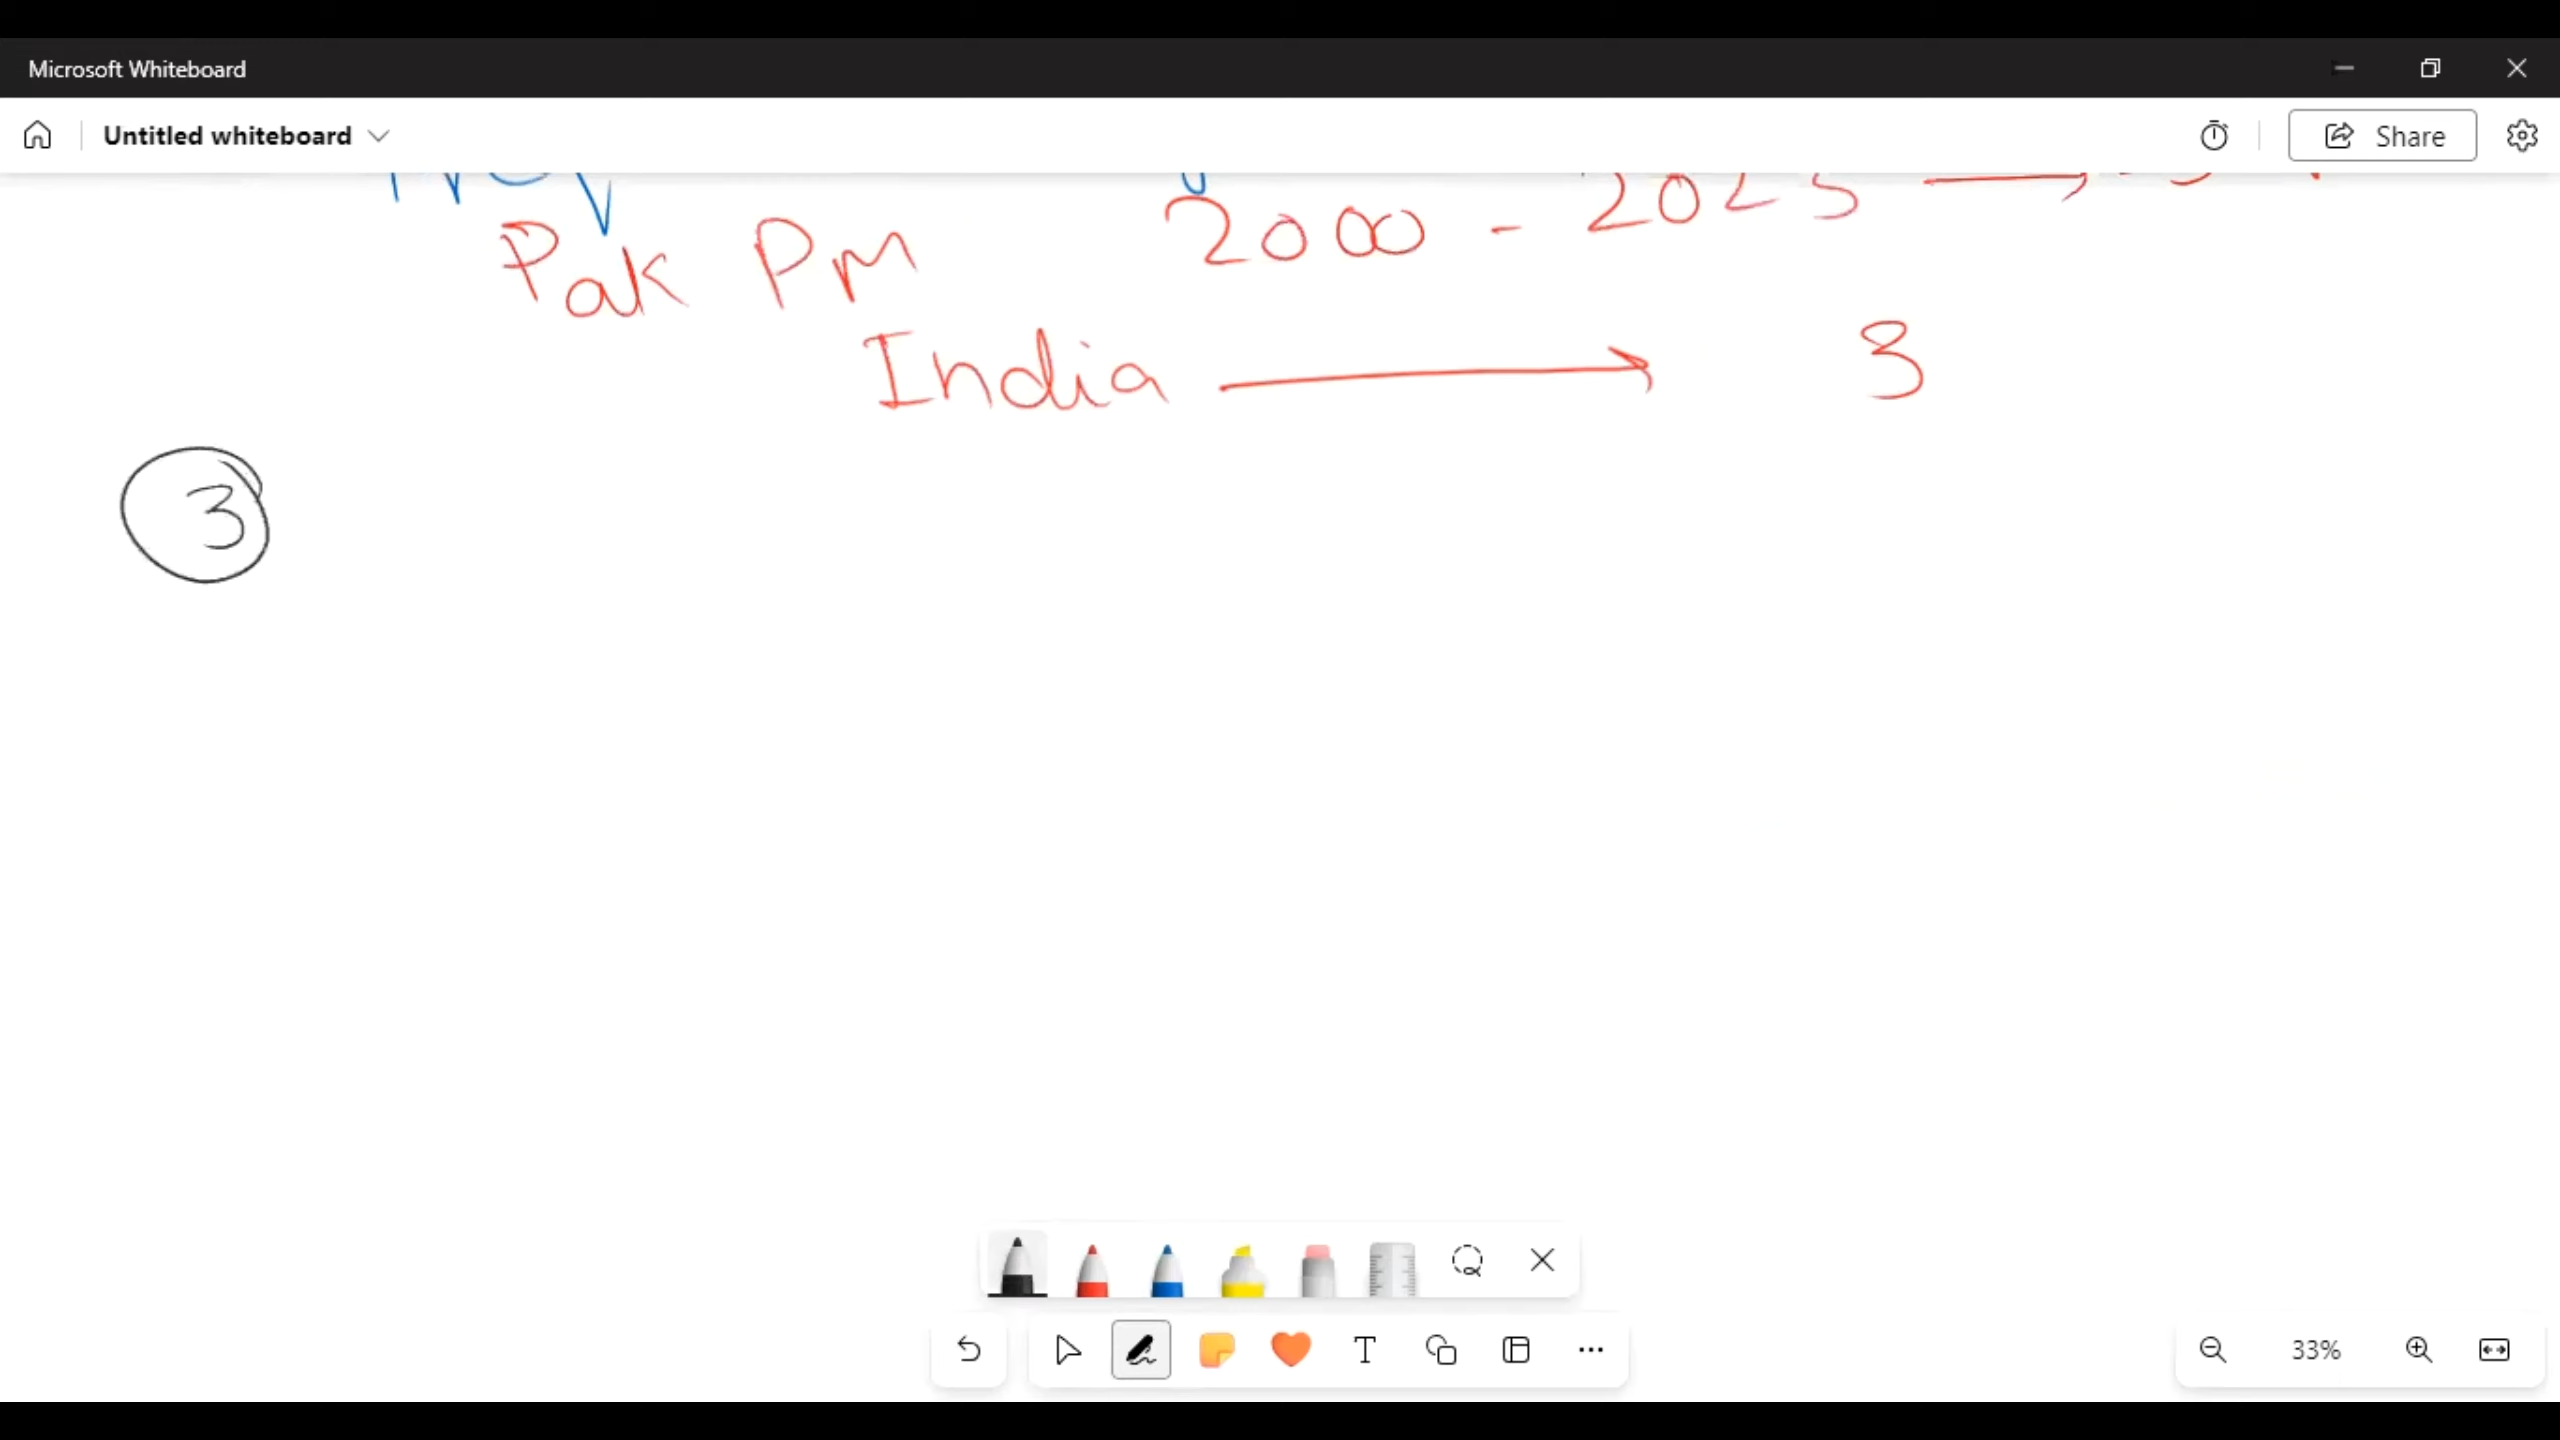 Microsoft Whiteboard
Untitled whiteboard
Share
Pak Pm 2000 - 2025
India → 3
3
33%